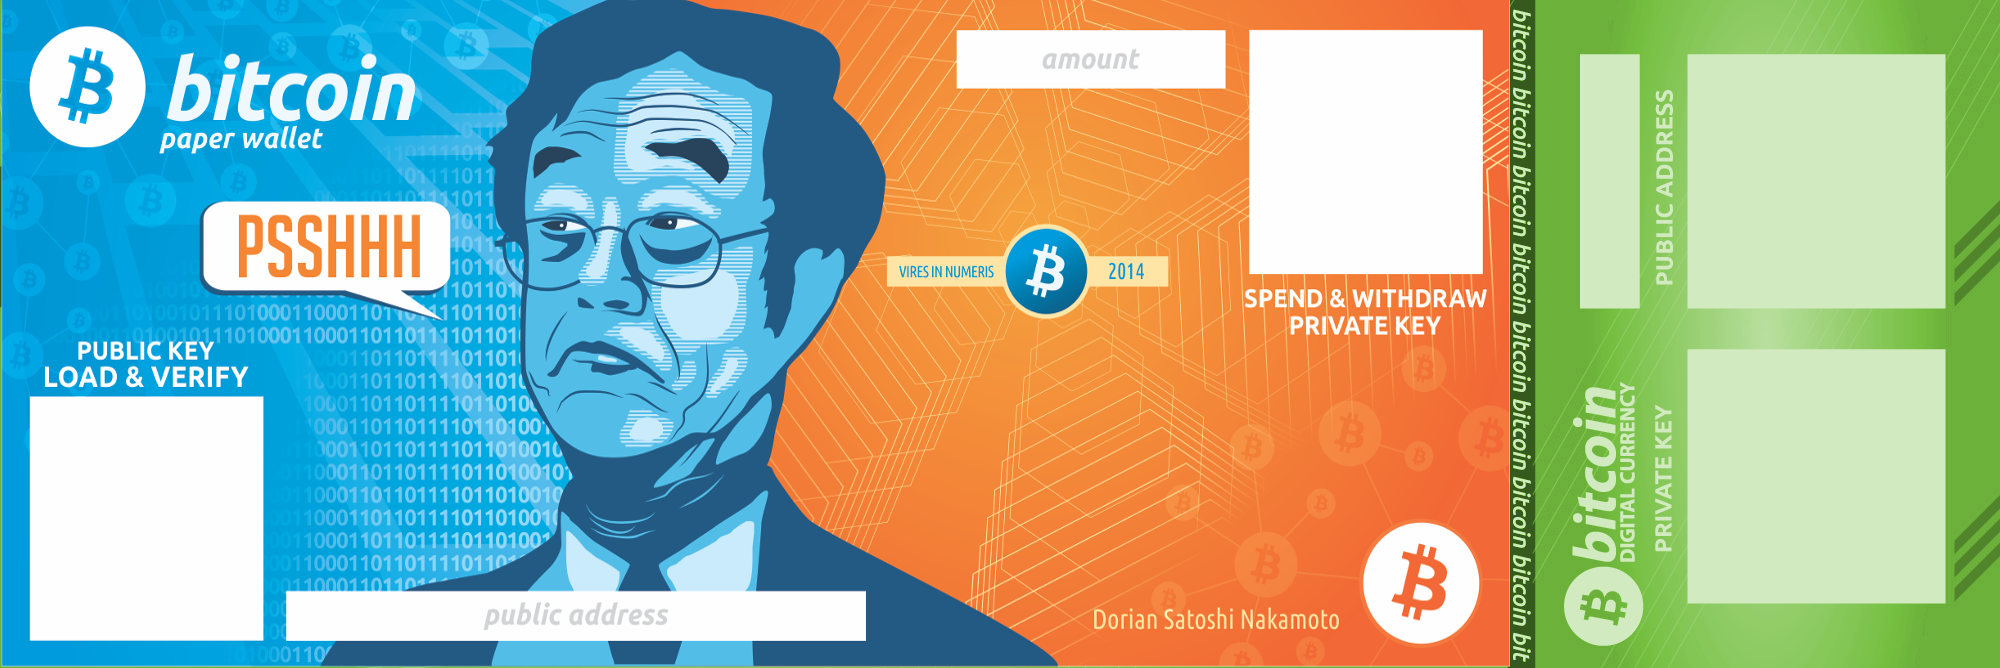 bitcoin
paper wallet
PSSHHH
PUBLIC KEY
LOAD & VERIFY
public address
amount
VIRES IN NUMERIS
2014
SPEND & WITHDRAW
PRIVATE KEY
Dorian Satoshi Nakamoto
bitcoin bitcoin bitcoin bitcoin bitcoin bitcoin bitcoin bitcoin bit
PUBLIC ADDRESS
bitcoin
DIGITAL CURRENCY
PRIVATE KEY